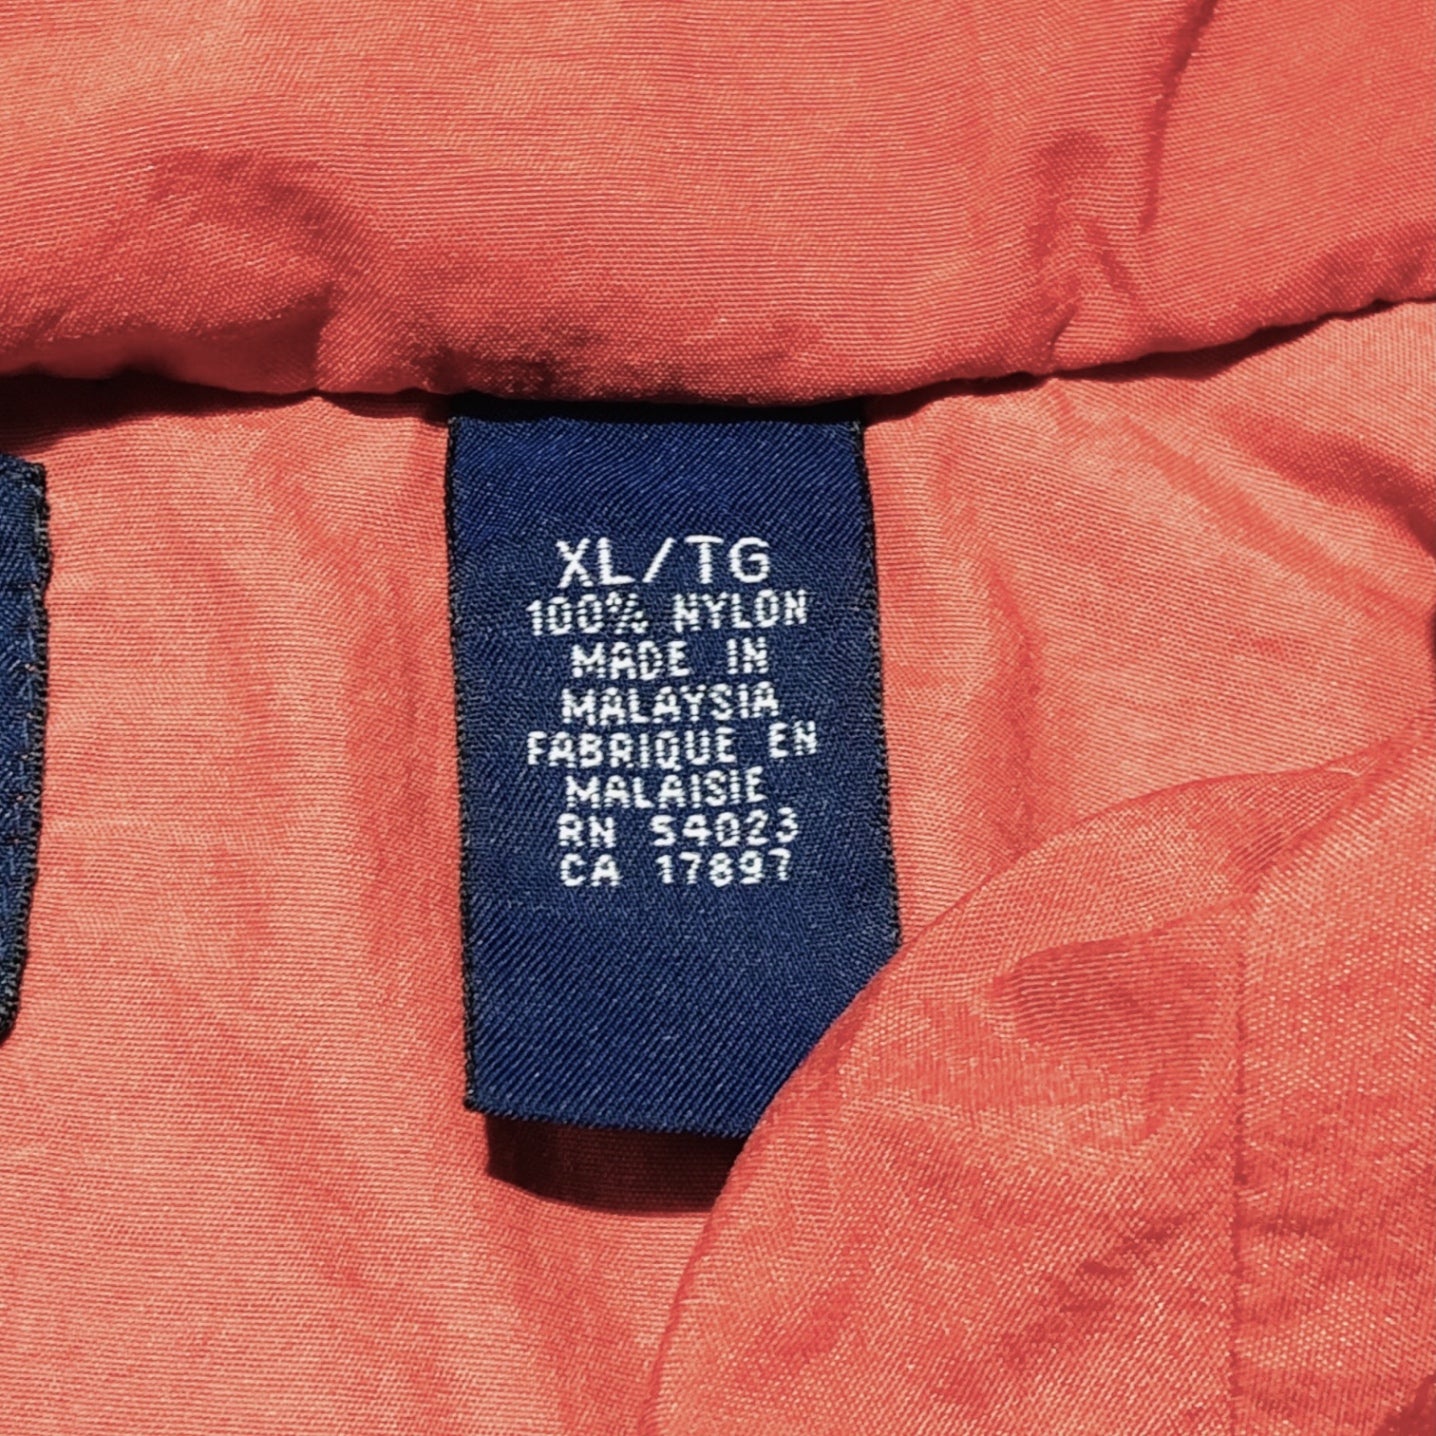 XL/TG
100% NYLON
MADE IN
MALAYSIA
FABRIQUE EN
MALAISIE
RN 54023
CA 17897